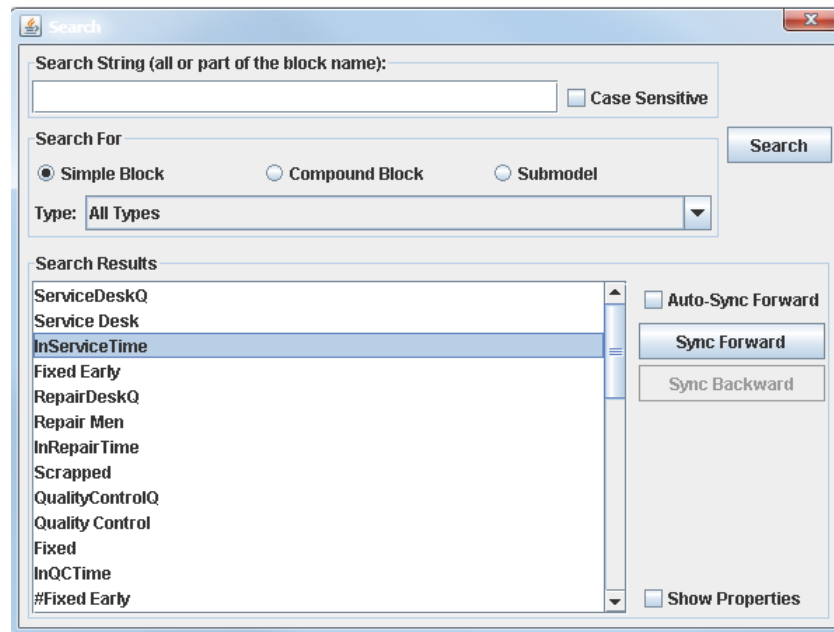 Search
Search String (all or part of the block name):
Case Sensitive
Search For
Search
Simple Block Compound Block Submodel
Type: All Types
Search Results
ServiceDeskQ
Service Desk
InServiceTime
Fixed Early
RepairDeskQ
Repair Men
InRepairTime
Scrapped
QualityControlQ
Quality Control
Fixed
InQCTime
#Fixed Early
Auto-Sync Forward
Sync Forward
Sync Backward
Show Properties